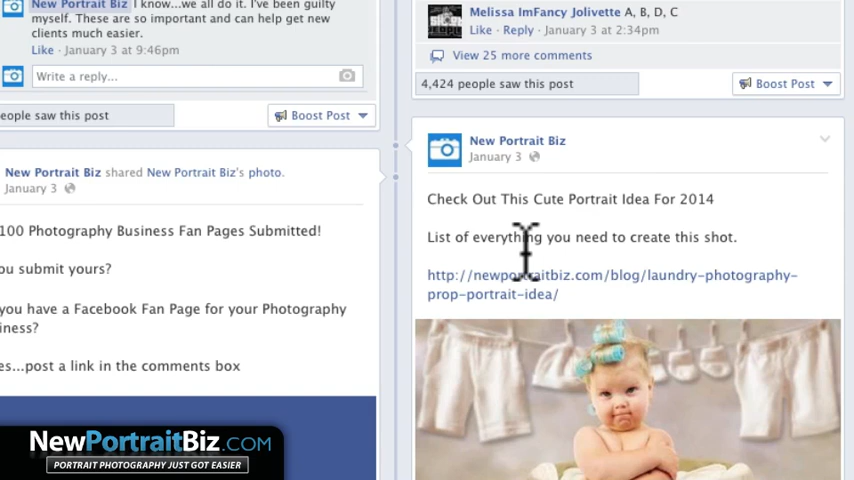 New Portrait Biz I know...we all do it. I've been guilty
myself. These are so important and can help get new
clients much easier.
Like · January 3 at 9:46pm
Write a reply...
eople saw this post
Boost Post
New Portrait Biz shared New Portrait Biz's photo.
January 3
100 Photography Business Fan Pages Submitted!
ou submit yours?
you have a Facebook Fan Page for your Photography
iness?
es...post a link in the comments box
NewPortraitBiz.COM
PORTRAIT PHOTOGRAPHY JUST GOT EASIER
Melissa ImFancy Jolivette A, B, D, C
Like · Reply · January 3 at 2:34pm
View 25 more comments
4,424 people saw this post
Boost Post
New Portrait Biz
January 3
Check Out This Cute Portrait Idea For 2014
List of everything you need to create this shot.
http://newportraitbiz.com/blog/laundry-photography-
prop-portrait-idea/